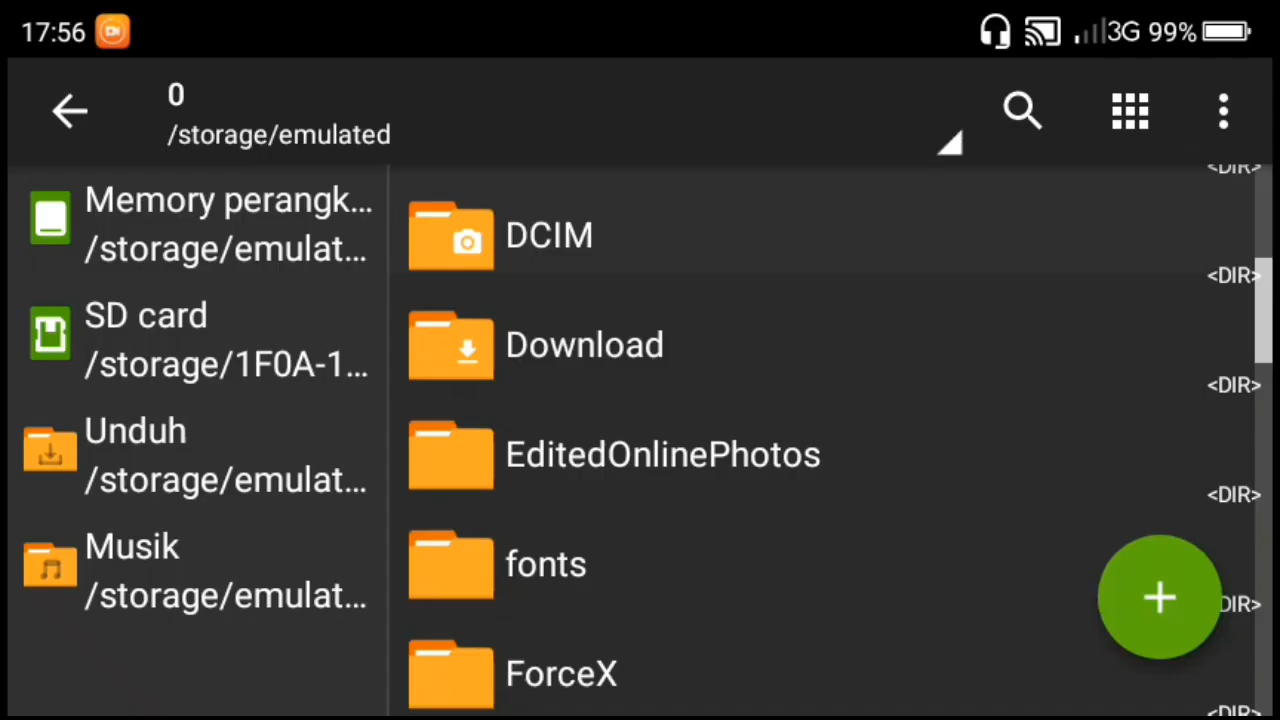 17:56
3G 99%
0
/storage/emulated
Memory perangk...
/storage/emulat...
SD card
/storage/1F0A-1...
Unduh
/storage/emulat...
Musik
/storage/emulat...
<DIR>
DCIM
<DIR>
Download
<DIR>
EditedOnlinePhotos
<DIR>
fonts
DIR>
ForceX
<DIR>